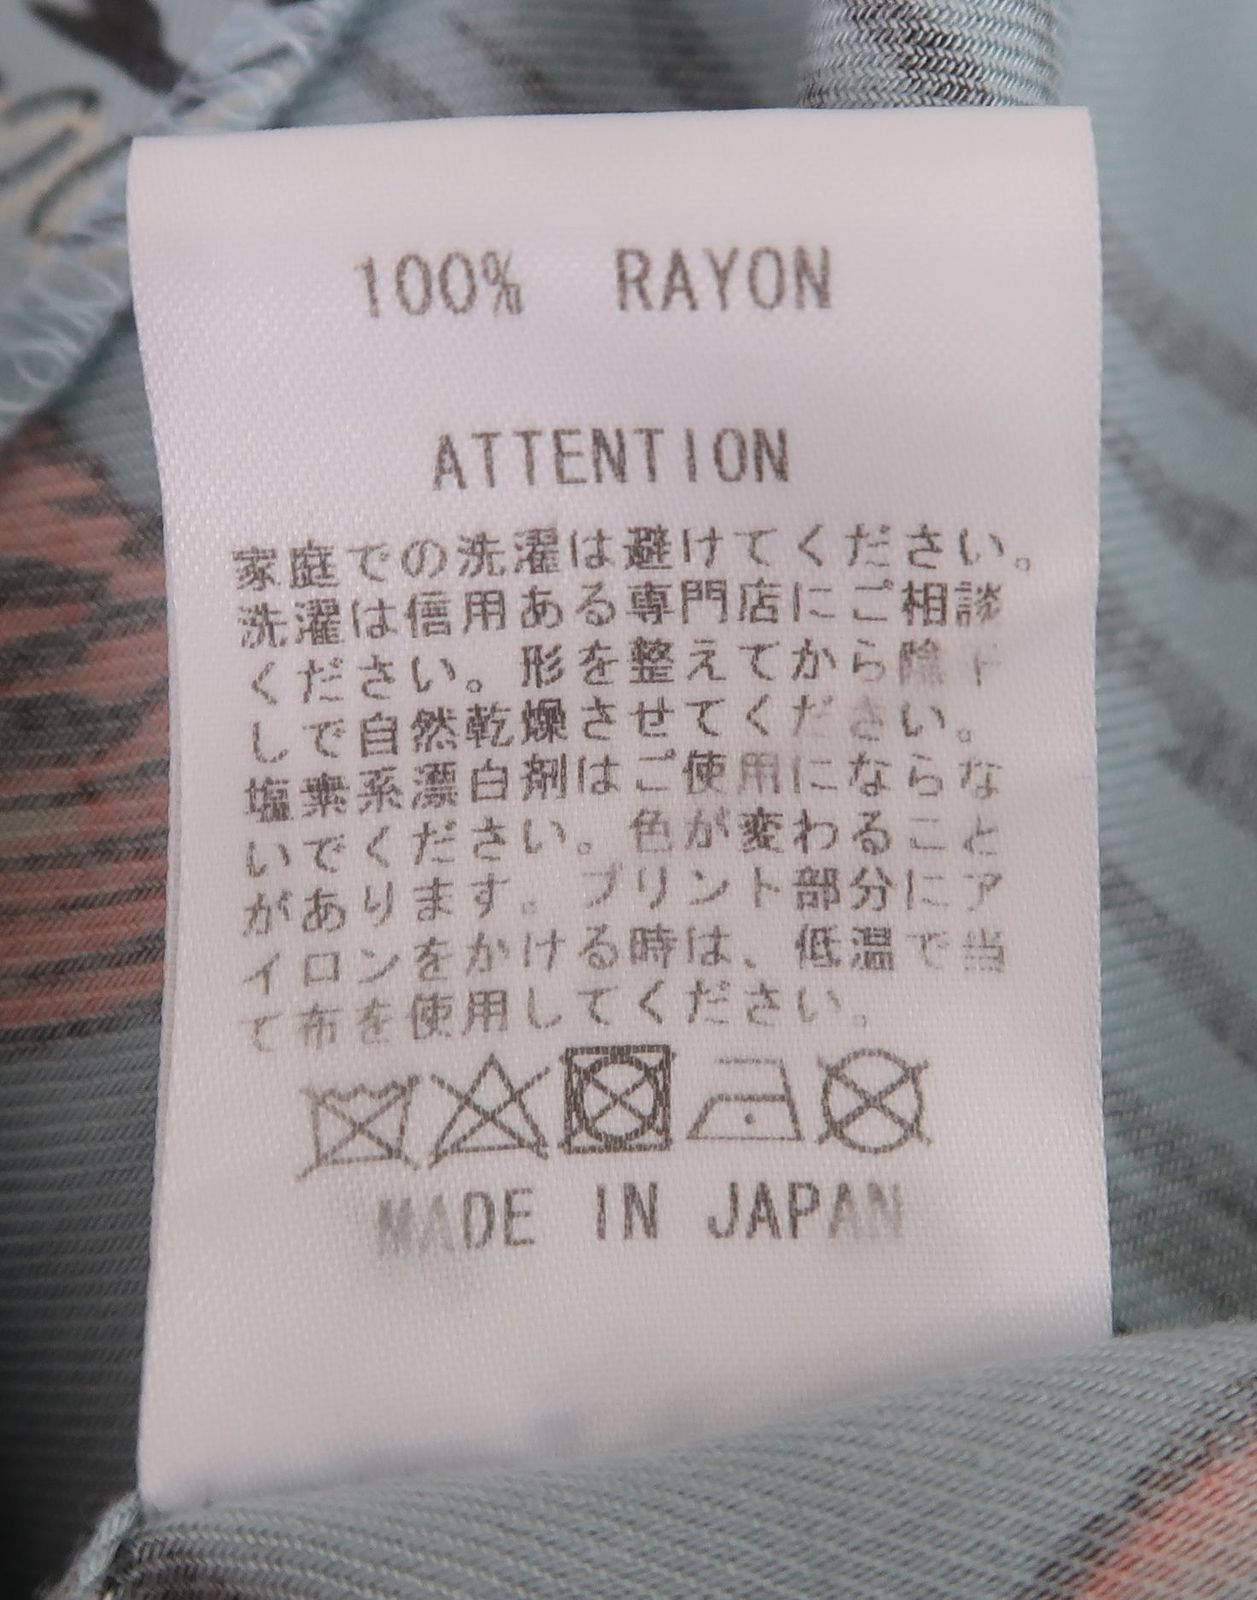 100% RAYON
ATTENTION
家庭での洗濯は避けてください。
洗濯は信用ある専門店にご相談
ください。形を整えてから陰干
しで自然乾燥させてください。
塩素系漂白剤はご使用にならな
いでください。色が変わること
があります。プリント部分にア
イロンをかける時は、低温で当
て布を使用してください。
MADE IN JAPAN